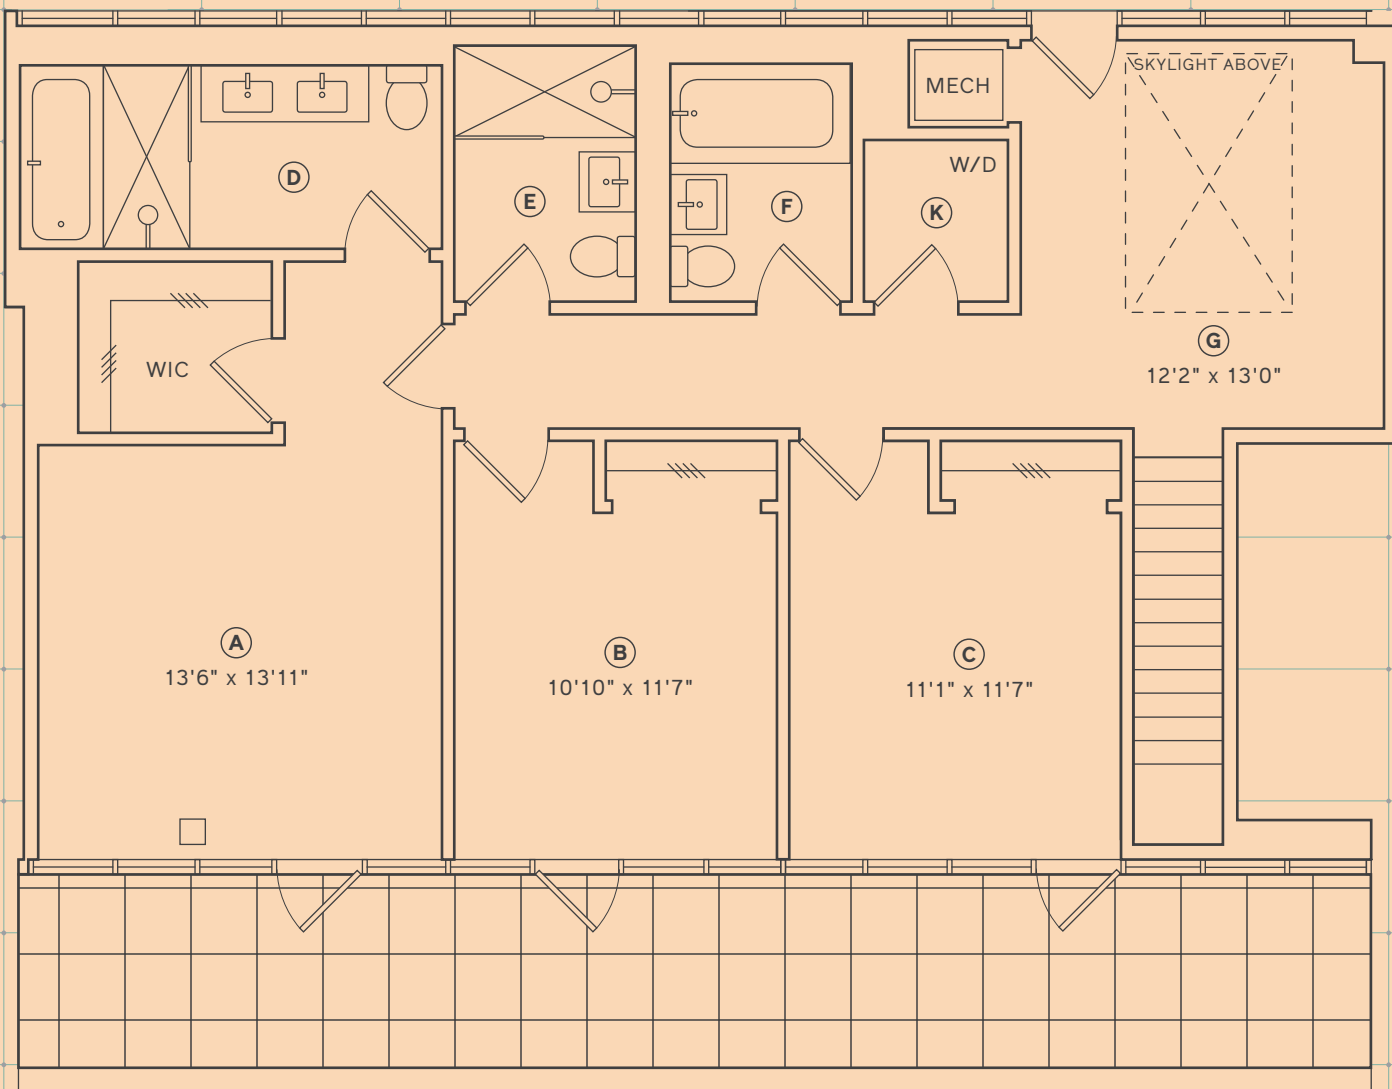 SKYLIGHT ABOVE
MECH
W/D
D
E
F
K
G
12'2" x 13'0"
WIC
A
13'6" x 13'11"
B
10'10" x 11'7"
C
11'1" x 11'7"